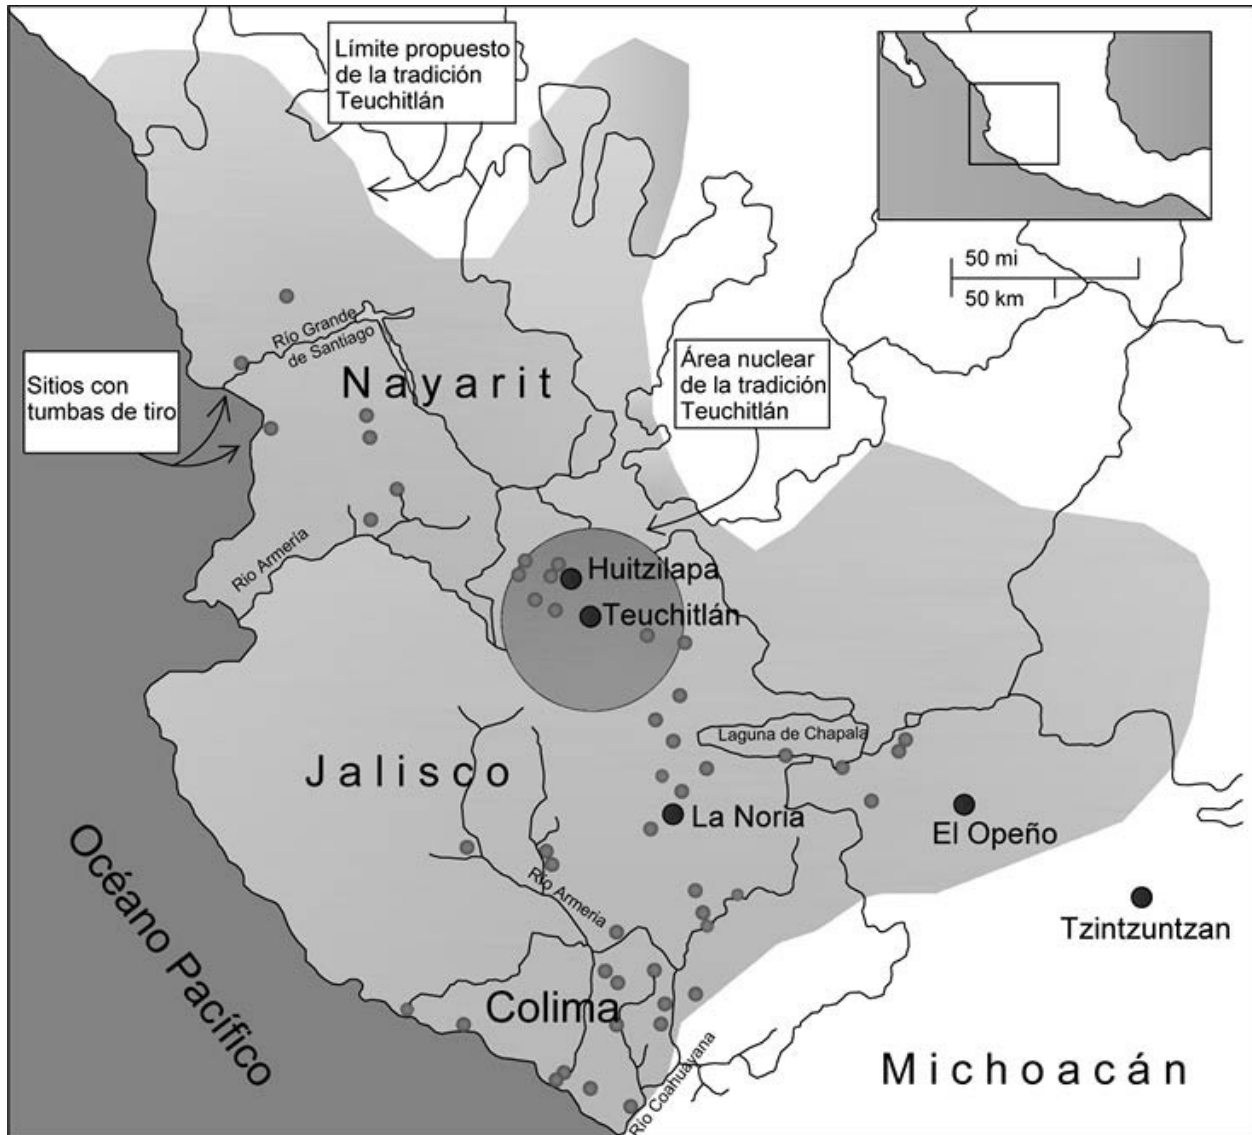 Límite propuesto
de la tradición
Teuchitlán
50 mi
50 km
Río Grande
de Santiago
Sitios con
tumbas de tiro
Nayarit
Área nuclear
de la tradición
Teuchitlán
Rio Armería
Huitzilapa
Teuchitlán
Laguna de Chapala
Jalisco
La Noria
El Opeño
Océano Pacífico
Río Armeria
Tzintzuntzan
Colima
Río Coahuayana
Michoacán